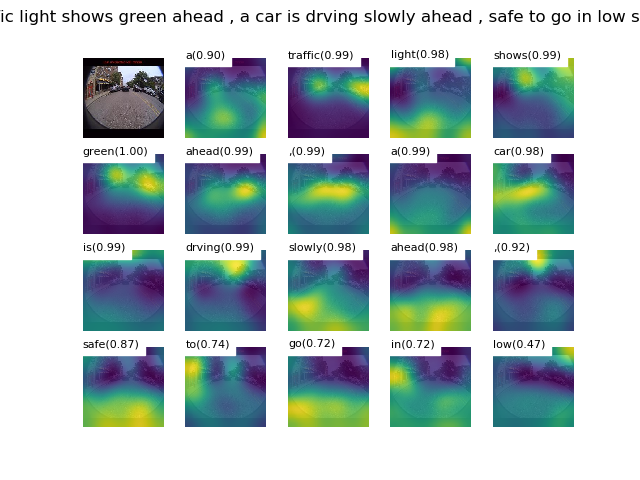 ic light shows green ahead , a car is drving slowly ahead , safe to go in low s
a(0.90) traffic(0.99) light(0.98) shows(0.99)
green(1.00) ahead(0.99) ,(0.99) a(0.99) car(0.98)
is(0.99) drving(0.99) slowly(0.98) ahead(0.98) ,(0.92)
safe(0.87) to(0.74) go(0.72) in(0.72) low(0.47)